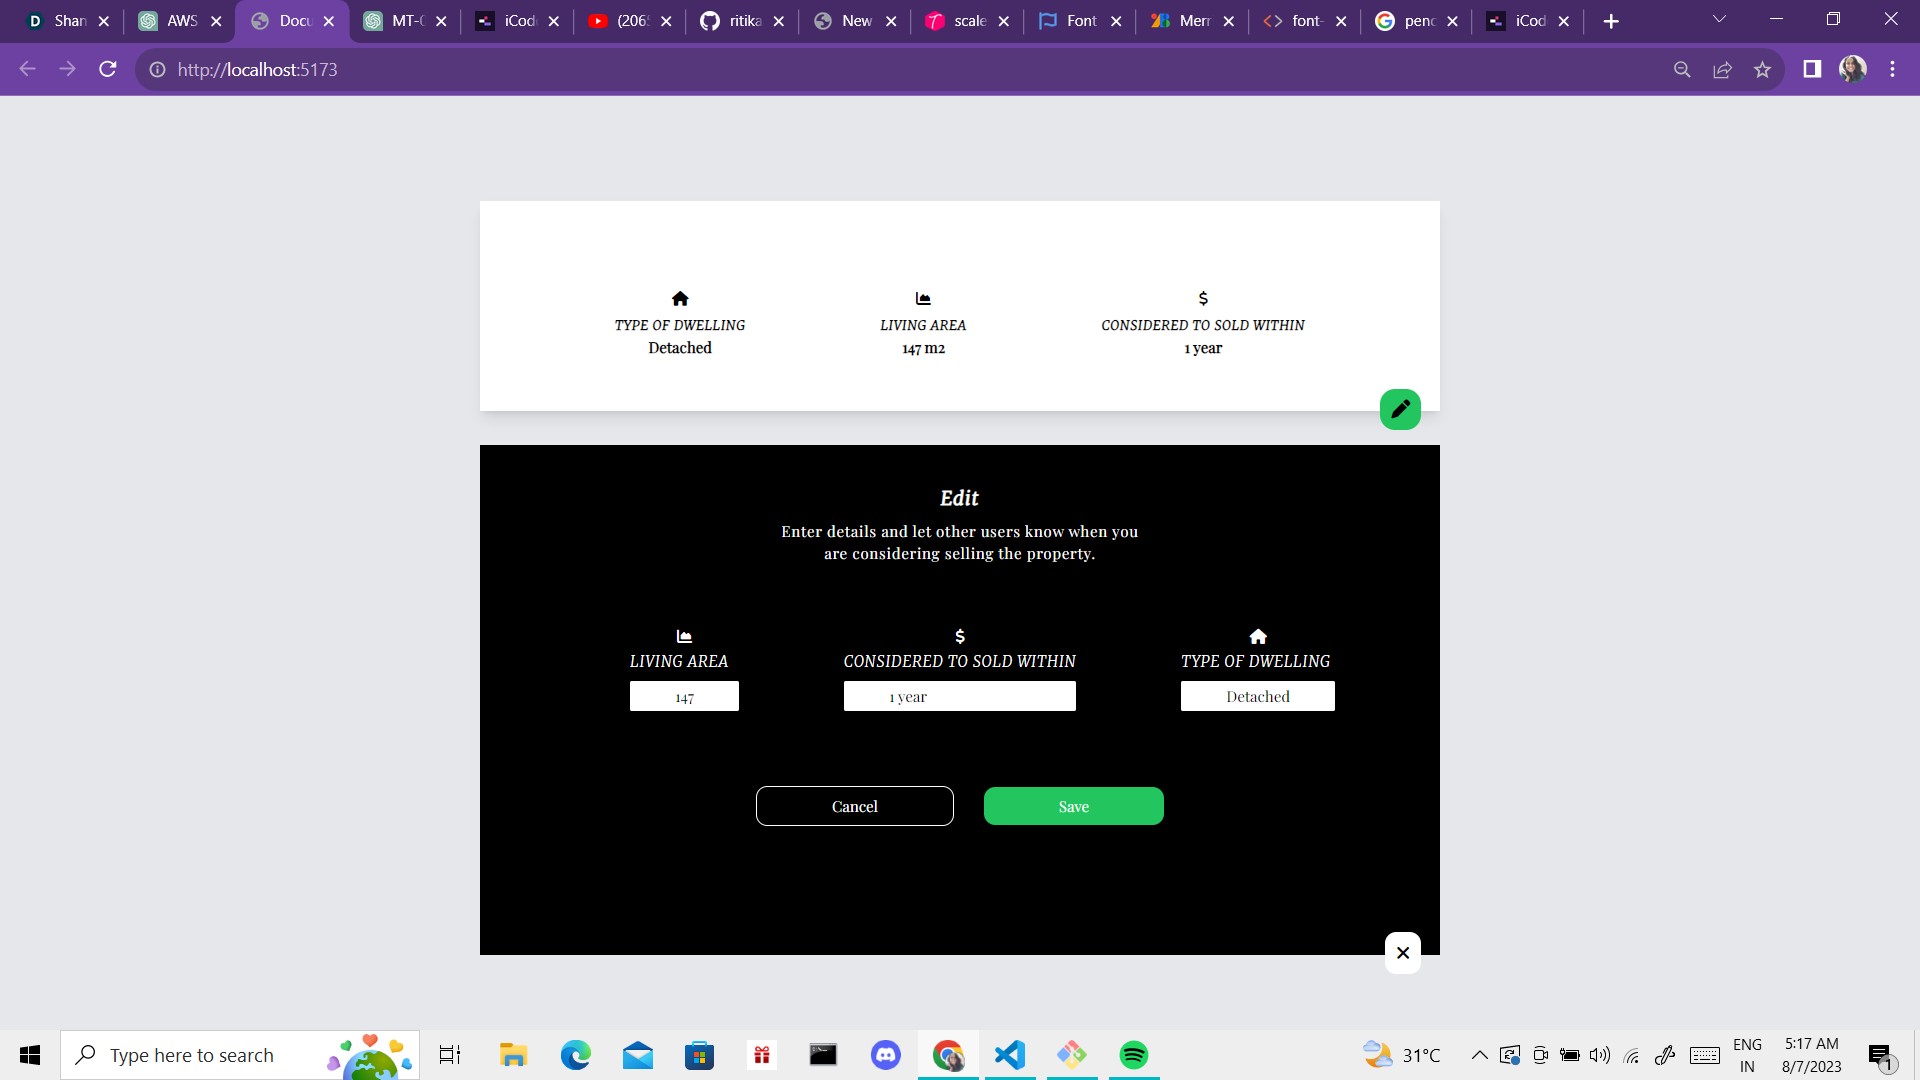 Shan
AWS
Docu
MT-0
iCode
(206
ritika
New
scale
Font
Merr
font-
penc
iCod
http://localhost:5173
TYPE OF DWELLING
Detached
LIVING AREA
147 m2
CONSIDERED TO SOLD WITHIN
1 year
Edit
Enter details and let other users know when you
are considering selling the property.
LIVING AREA
147
CONSIDERED TO SOLD WITHIN
1 year
TYPE OF DWELLING
Detached
Cancel
Save
Type here to search
31°C
ENG
IN
5:17 AM
8/7/2023
1